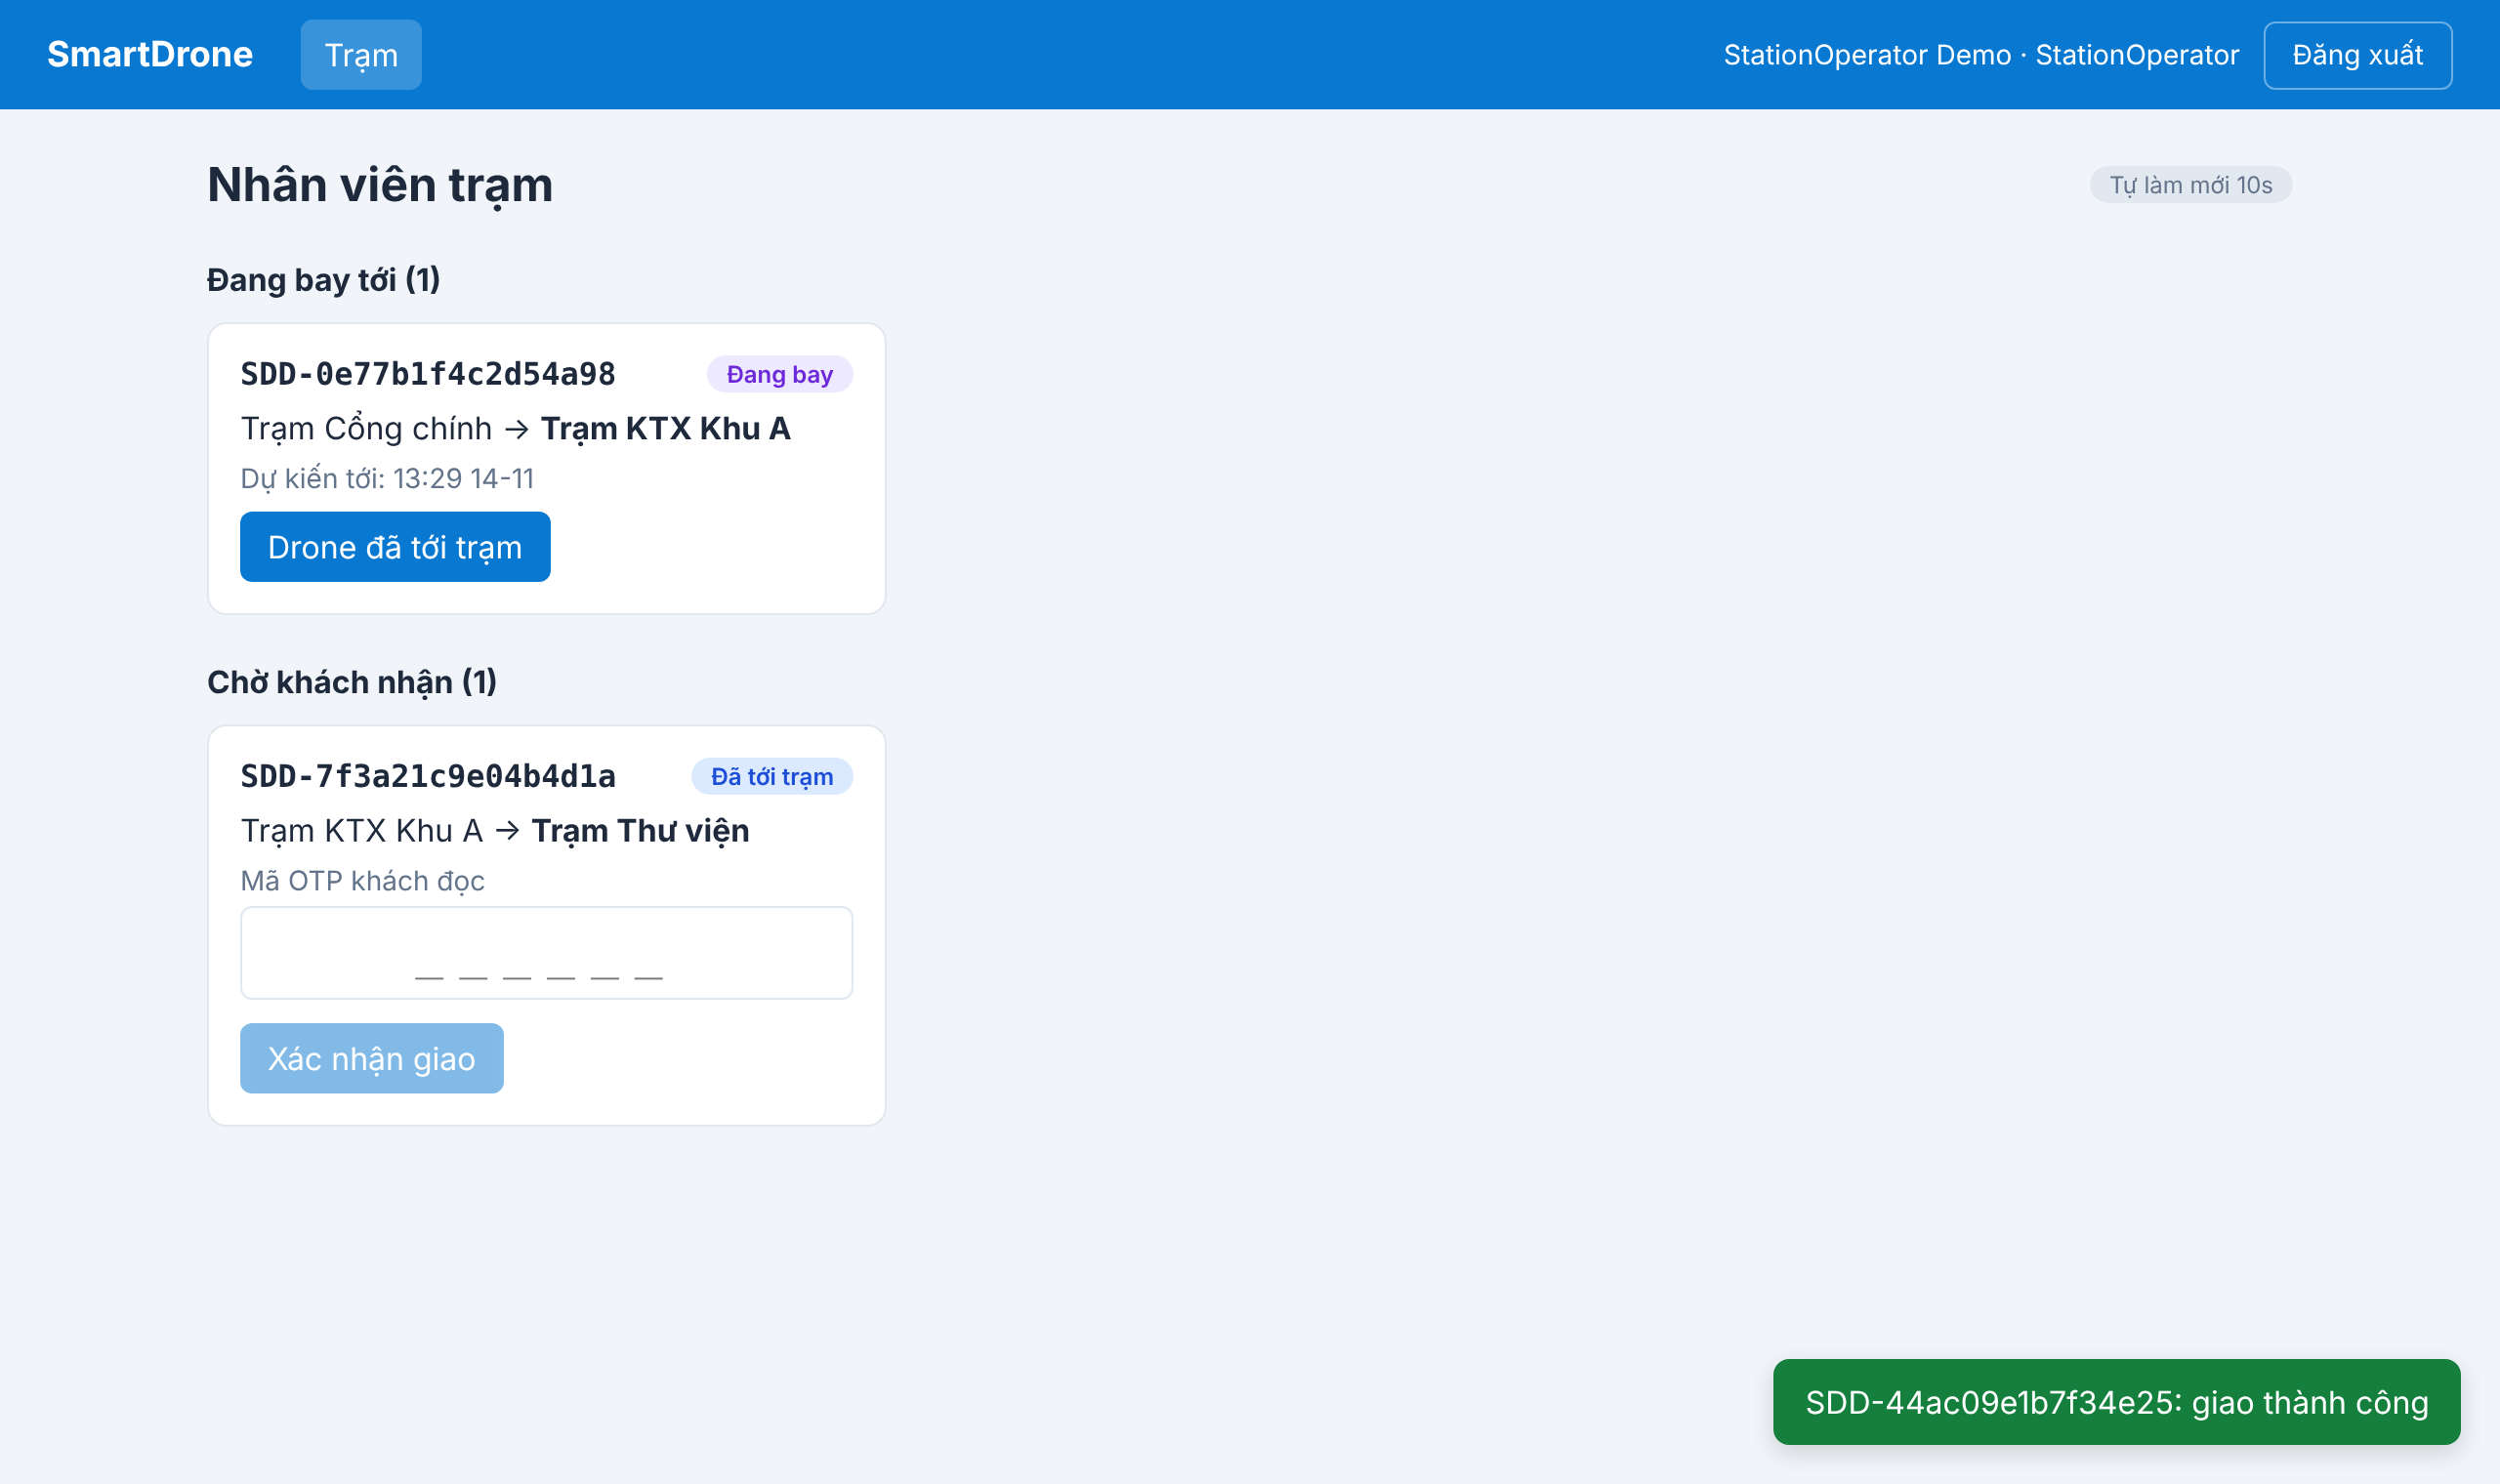 SmartDrone
Trạm
StationOperator Demo · StationOperator
Đăng xuất
Nhân viên trạm
Tự làm mới 10s
Đang bay tới (1)
SDD-0e77b1f4c2d54a98
Đang bay
Trạm Cổng chính → Trạm KTX Khu A
Dự kiến tới: 13:29 14-11
Drone đã tới trạm
Chờ khách nhận (1)
SDD-7f3a21c9e04b4d1a
Đã tới trạm
Trạm KTX Khu A → Trạm Thư viện
Mã OTP khách đọc
_ _ _ _ _ _
Xác nhận giao
SDD-44ac09e1b7f34e25: giao thành công